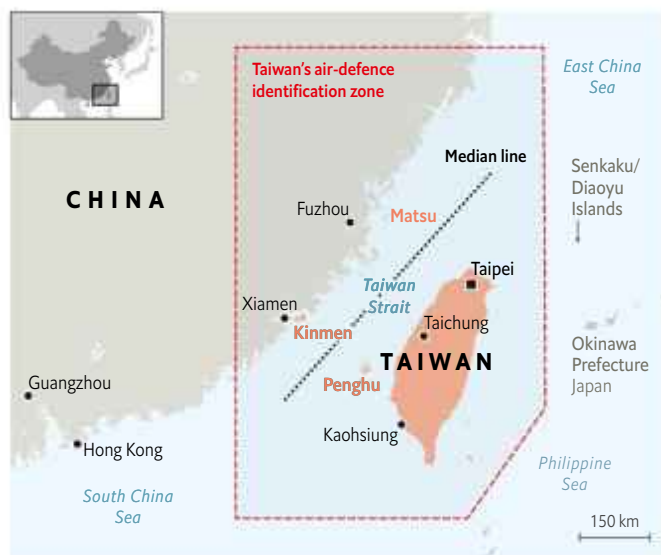 Taiwan's air-defence
identification zone
East China
Sea
Median line
Senkaku/
Diaoyu
Islands
CHINA
Fuzhou
Matsu
Taipei
Taiwan
Strait
Xiamen
Kinmen
Taichung
TAIWAN
Okinawa
Prefecture
Japan
Guangzhou
Penghu
Kaohsiung
Hong Kong
Philippine
Sea
South China
Sea
150 km